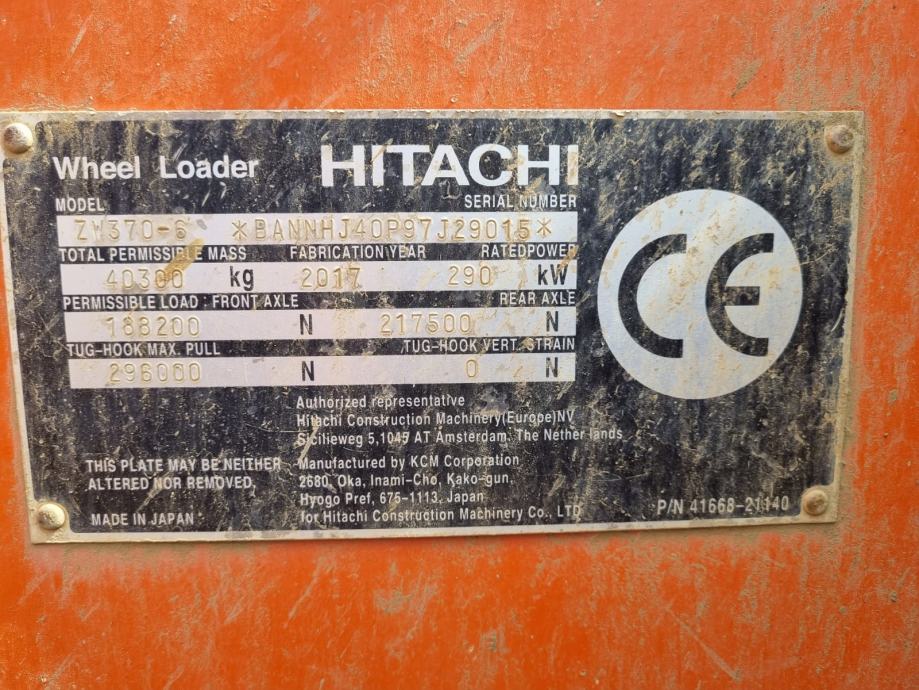 Wheel Loader HITACHI
MODEL SERIAL NUMBER
ZW370-6 *BANNHJ40P97J29015*
TOTAL PERMISSIBLE MASS FABRICATION YEAR RATEDPOWER
40300 kg 2017 290 kW
PERMISSIBLE LOAD : FRONT AXLE REAR AXLE
188200 N 217500 N
TUG-HOOK MAX. PULL TUG-HOOK VERT. STRAIN
296000 N 0 N
CE
Authorized representative
Hitachi Construction Machinery(Europe)NV
Sicilieweg 5,1045 AT Amsterdam. The Netherlands
THIS PLATE MAY BE NEITHER
ALTERED NOR REMOVED.
Manufactured by KCM Corporation
2680, Oka, Inami-Cho, Kako-gun.
Hyogo Pref, 675-1113, Japan
for Hitachi Construction Machinery Co., LTD
MADE IN JAPAN
P/N 41668-21140